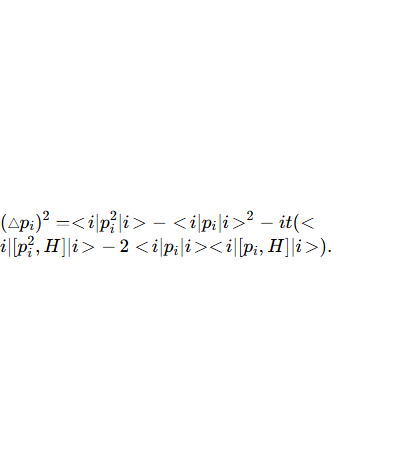 (△p_i)^2 =<i|p_i^2|i> − <i|p_i|i>^2 − it(<
i|[p_i^2, H]|i> − 2 <i|p_i|i><i|[p_i, H]|i>).